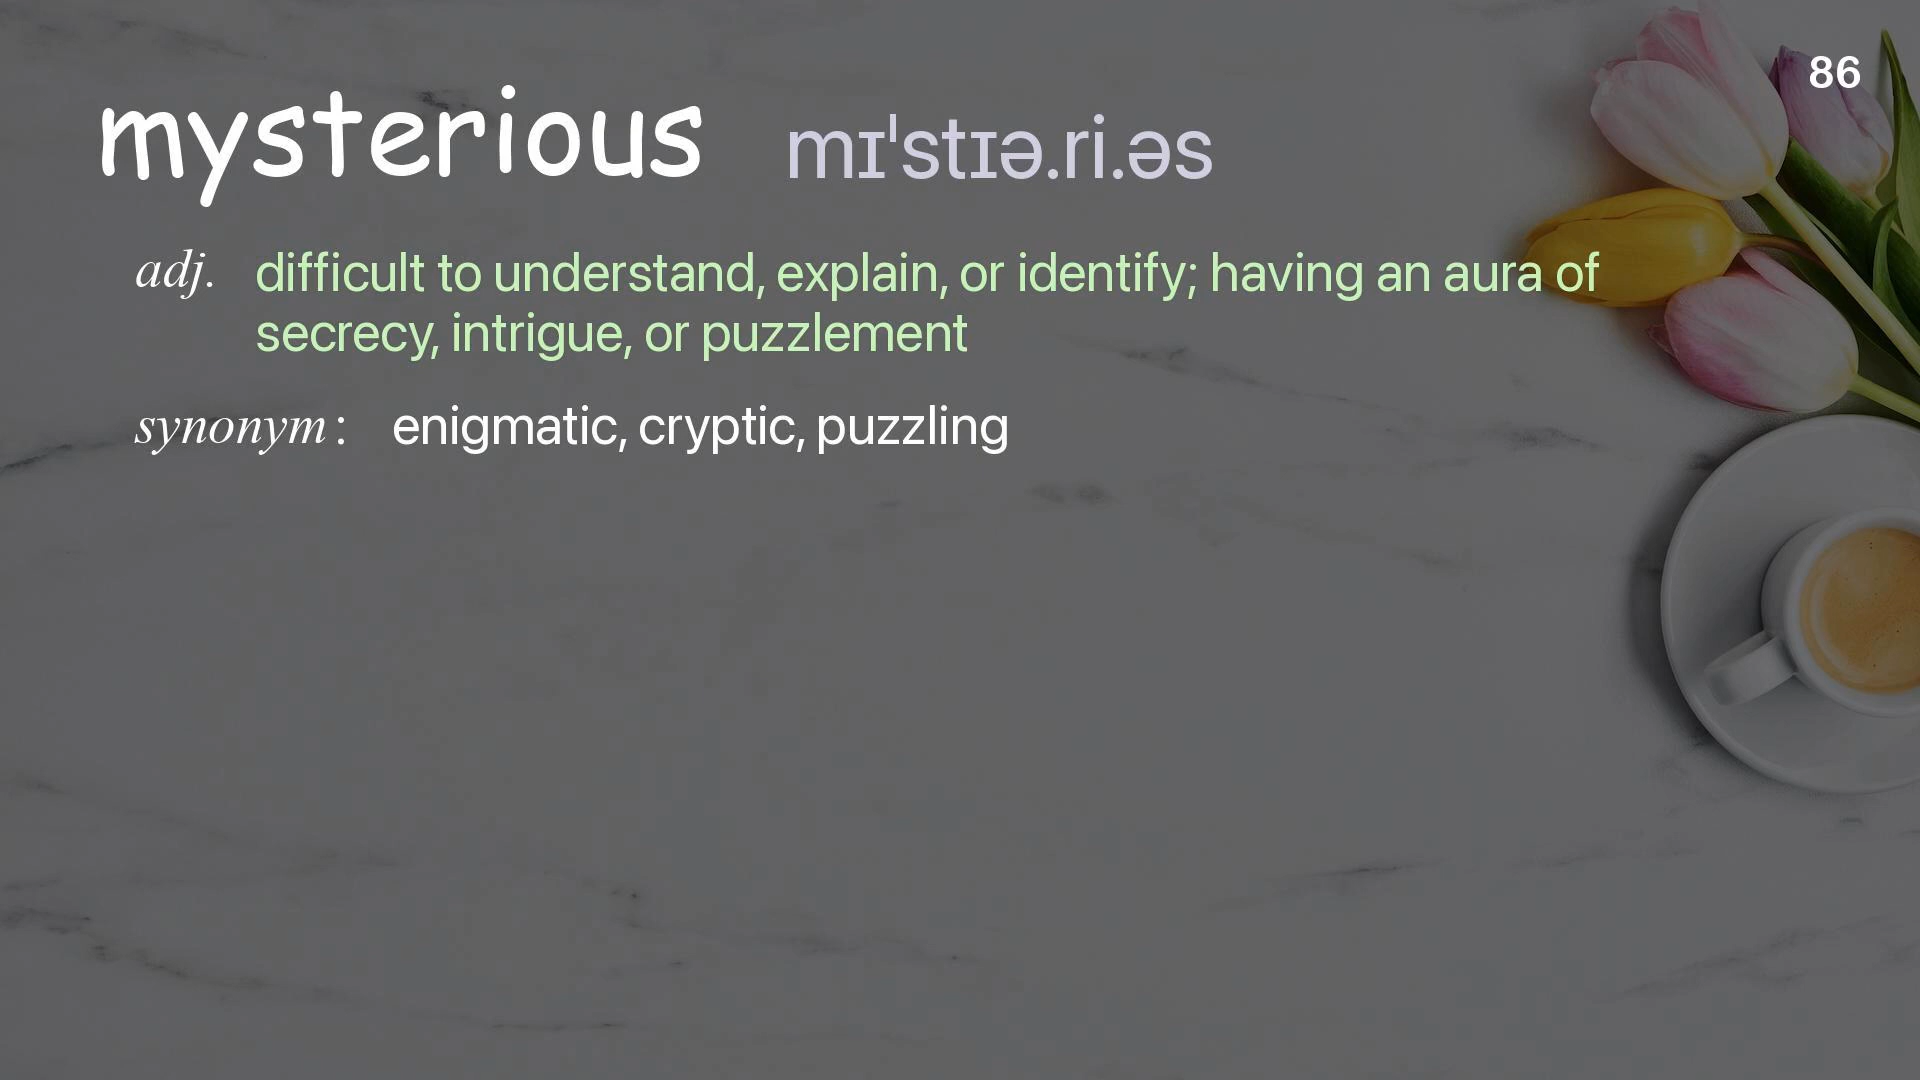 86
mysterious mɪˈstɪə.ri.əs
adj. difficult to understand, explain, or identify; having an aura of
secrecy, intrigue, or puzzlement
synonym : enigmatic, cryptic, puzzling